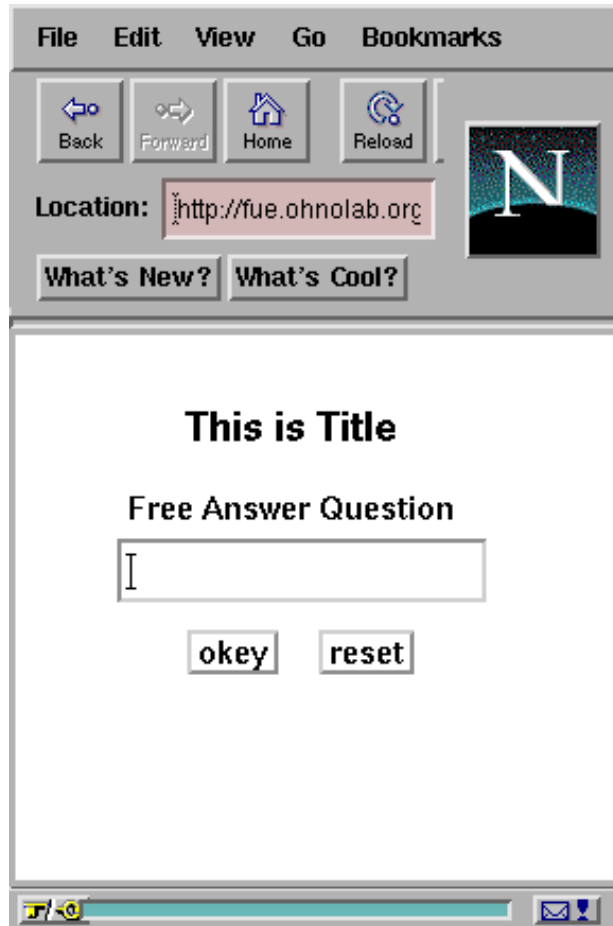 File Edit View Go Bookmarks
Back Forward Home Reload
N
Location: http://fue.ohnolab.org
What's New? What's Cool?
This is Title
Free Answer Question
okey reset